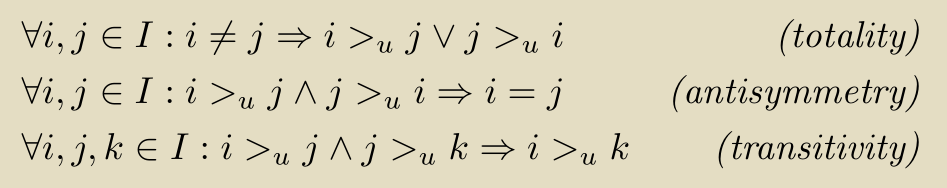 ∀i, j ∈ I : i ≠ j ⇒ i >ᵤ j ∨ j >ᵤ i (totality)
∀i, j ∈ I : i >ᵤ j ∧ j >ᵤ i ⇒ i = j (antisymmetry)
∀i, j, k ∈ I : i >ᵤ j ∧ j >ᵤ k ⇒ i >ᵤ k (transitivity)